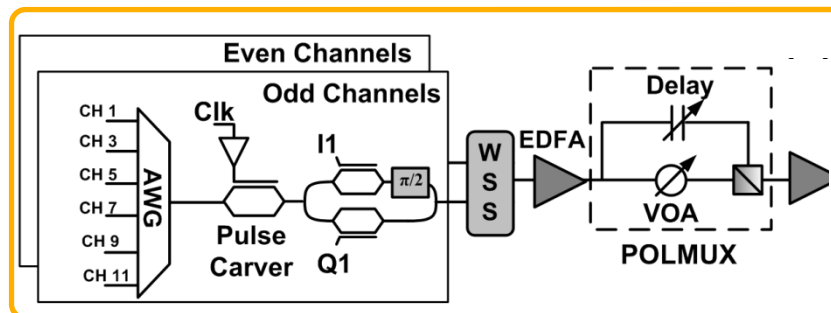 Even Channels
Odd Channels
CH 1
CH 3
CH 5
CH 7
CH 9
CH 11
AWG
Clk
Pulse
Carver
I1
π/2
Q1
W
S
S
EDFA
Delay
VOA
POLMUX